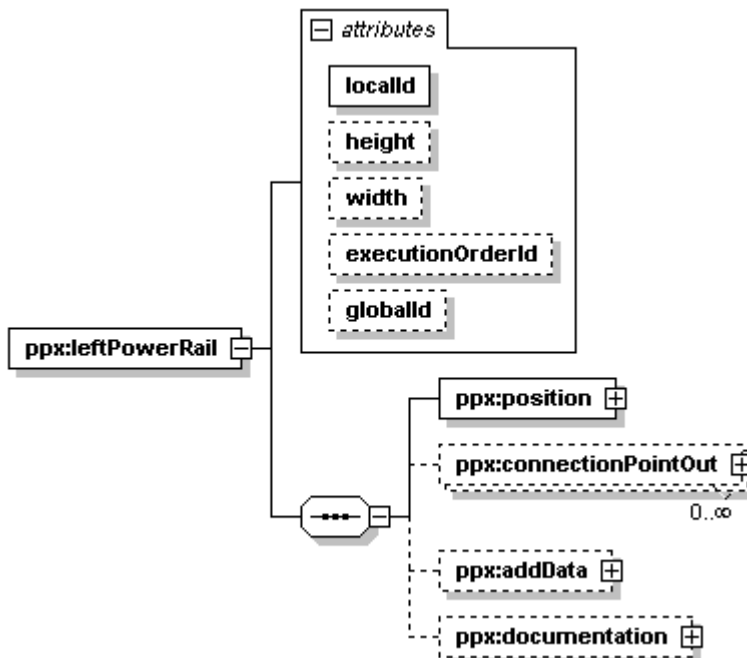 attributes
localId
height
width
executionOrderId
globalId
ppx:leftPowerRail
ppx:position
ppx:connectionPointOut
0..∞
ppx:addData
ppx:documentation